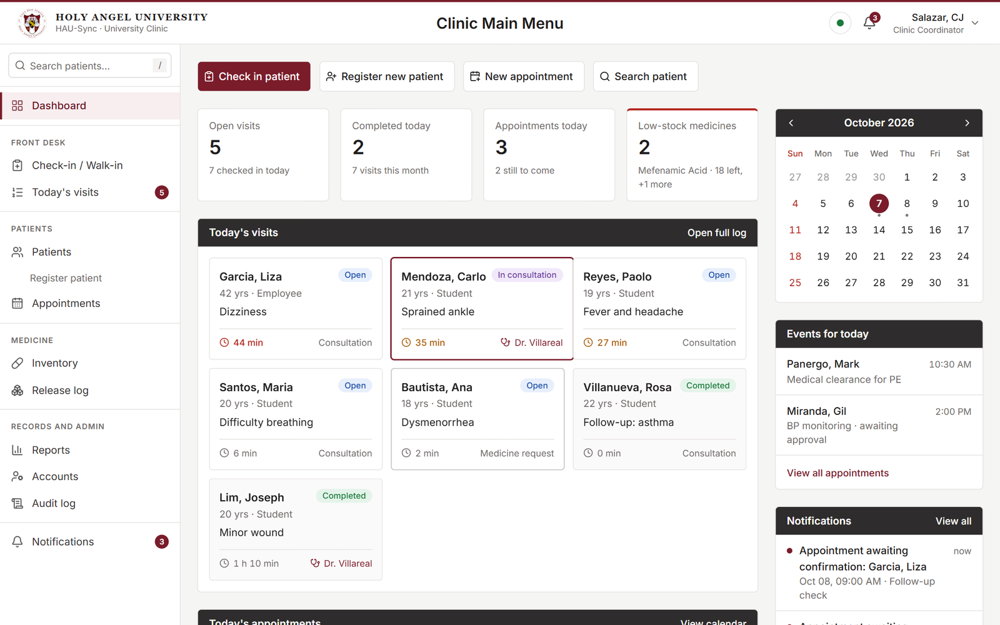 HOLY ANGEL UNIVERSITY
HAU-Sync · University Clinic
Clinic Main Menu
3
Salazar, CJ
Clinic Coordinator
Search patients...
/
Dashboard
FRONT DESK
Check-in / Walk-in
Today's visits
5
PATIENTS
Patients
Register patient
Appointments
MEDICINE
Inventory
Release log
RECORDS AND ADMIN
Reports
Accounts
Audit log
Notifications
3
Check in patient
Register new patient
New appointment
Search patient
Open visits
5
7 checked in today
Completed today
2
7 visits this month
Appointments today
3
2 still to come
Low-stock medicines
2
Mefenamic Acid · 18 left,
+1 more
Today's visits
Open full log
Garcia, Liza
Open
42 yrs · Employee
Dizziness
44 min
Consultation
Mendoza, Carlo
In consultation
21 yrs · Student
Sprained ankle
35 min
Dr. Villareal
Reyes, Paolo
Open
19 yrs · Student
Fever and headache
27 min
Consultation
Santos, Maria
Open
20 yrs · Student
Difficulty breathing
6 min
Consultation
Bautista, Ana
Open
18 yrs · Student
Dysmenorrhea
2 min
Medicine request
Villanueva, Rosa
Completed
22 yrs · Student
Follow-up: asthma
0 min
Consultation
Lim, Joseph
Completed
20 yrs · Student
Minor wound
1 h 10 min
Dr. Villareal
Today's appointments
View calendar
October 2026
Sun Mon Tue Wed Thu Fri Sat
27 28 29 30 1 2 3
4 5 6 7 8 9 10
11 12 13 14 15 16 17
18 19 20 21 22 23 24
25 26 27 28 29 30 31
Events for today
Panergo, Mark
10:30 AM
Medical clearance for PE
Miranda, Gil
2:00 PM
BP monitoring · awaiting
approval
View all appointments
Notifications
View all
Appointment awaiting
now
confirmation: Garcia, Liza
Oct 08, 09:00 AM · Follow-up
check